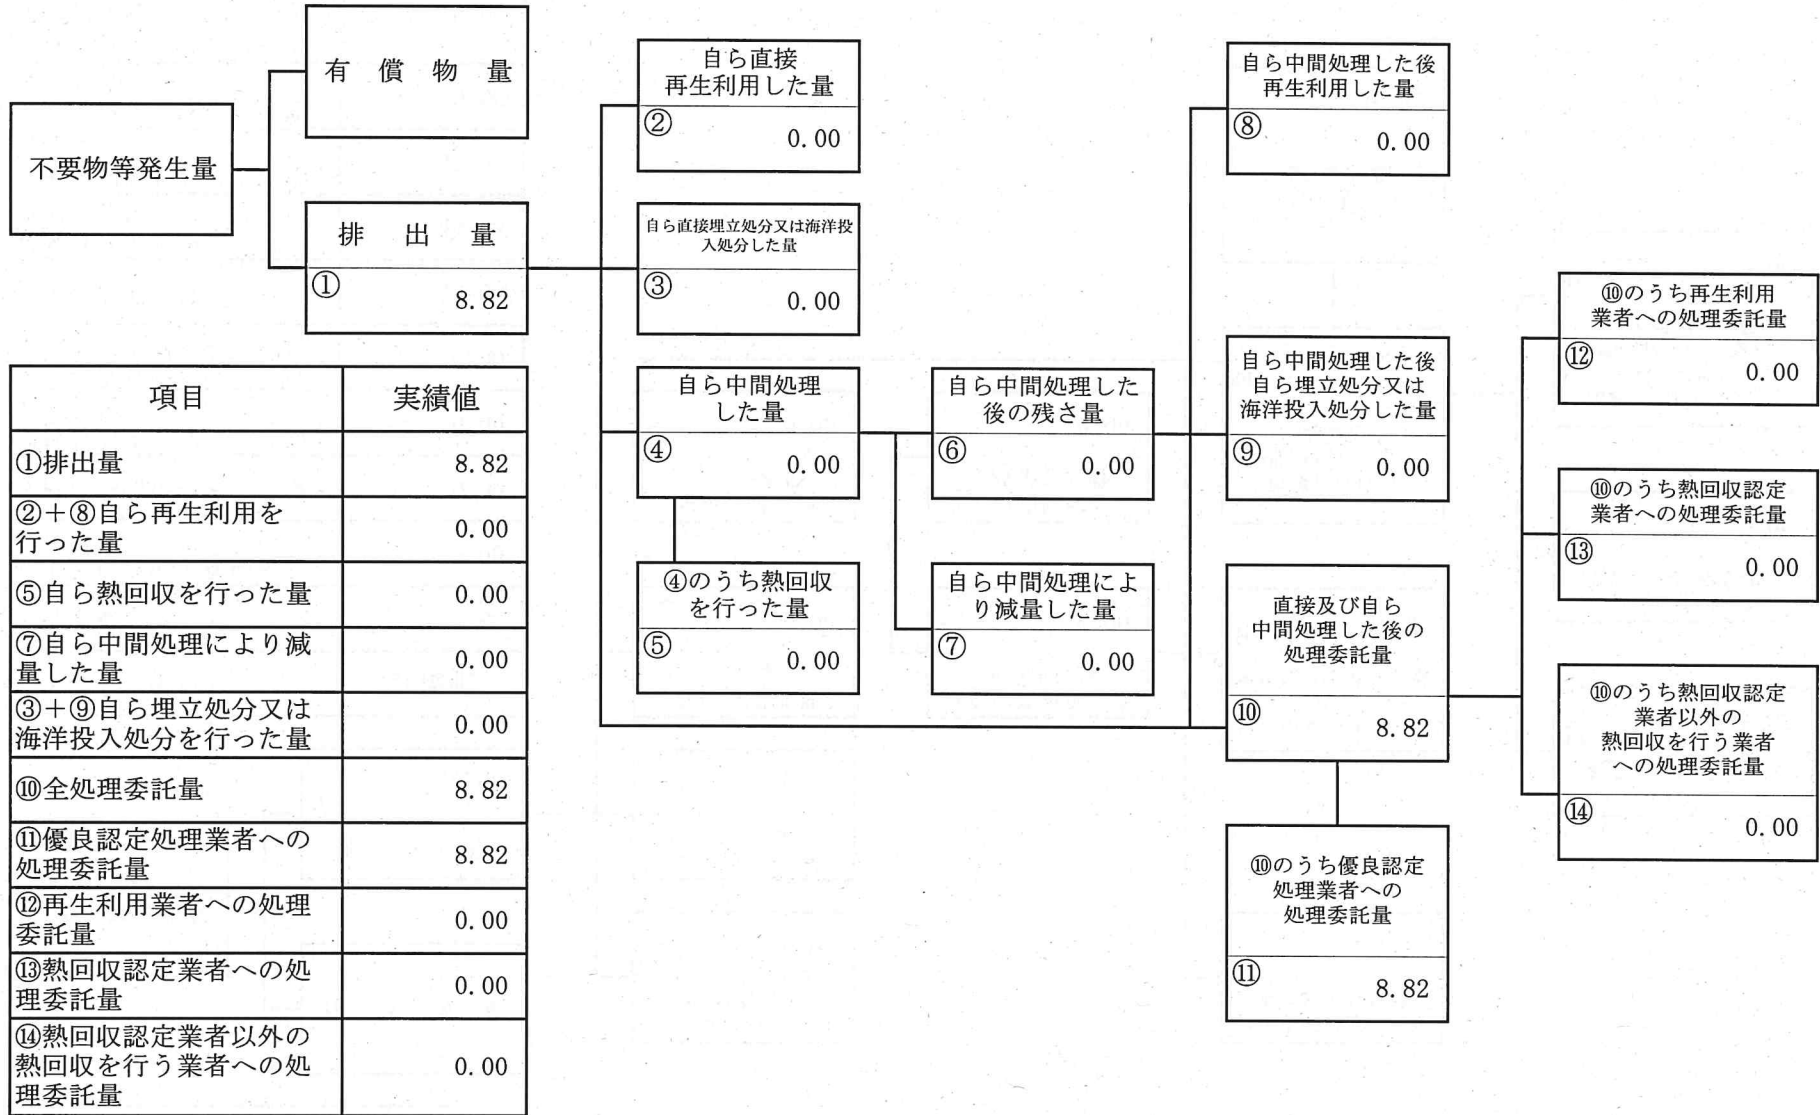 不要物等発生量
有償物量
排出量
①
8.82
自ら直接
再生利用した量
②
0.00
自ら直接埋立処分又は海洋投
入処分した量
③
0.00
自ら中間処理
した量
④
0.00
④のうち熱回収
を行った量
⑤
0.00
自ら中間処理した
後の残さ量
⑥
0.00
自ら中間処理によ
り減量した量
⑦
0.00
自ら中間処理した後
再生利用した量
⑧
0.00
自ら中間処理した後
自ら埋立処分又は
海洋投入処分した量
⑨
0.00
直接及び自ら
中間処理した後の
処理委託量
⑩
8.82
⑩のうち優良認定
処理業者への
処理委託量
⑪
8.82
⑩のうち再生利用
業者への処理委託量
⑫
0.00
⑩のうち熱回収認定
業者への処理委託量
⑬
0.00
⑩のうち熱回収認定
業者以外の
熱回収を行う業者
への処理委託量
⑭
0.00
項目 実績値
①排出量 8.82
②+⑧自ら再生利用を
行った量 0.00
⑤自ら熱回収を行った量 0.00
⑦自ら中間処理により減
量した量 0.00
③+⑨自ら埋立処分又は
海洋投入処分を行った量 0.00
⑩全処理委託量 8.82
⑪優良認定処理業者への
処理委託量 8.82
⑫再生利用業者への処理
委託量 0.00
⑬熱回収認定業者への処
理委託量 0.00
⑭熱回収認定業者以外の
熱回収を行う業者への処
理委託量 0.00